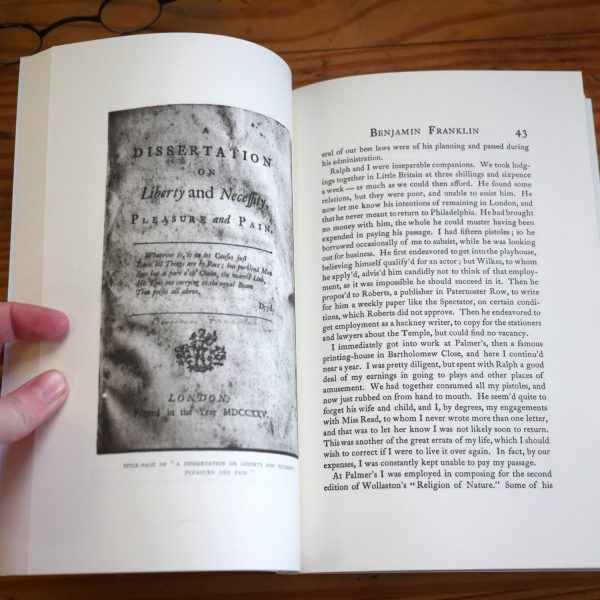 A
DISSERTATION
ON
Liberty and Necessity,
PLEASURE and PAIN.
Whatever is, is in its Causes just
Since all Things are by Fate; but purblind Man
Sees but a part o'th' Chain, the nearest Link,
His Eyes not carrying to the equal Beam
That poises all above.
Dryd.
LONDON:
Printed in the Year MDCCXXV.
TITLE-PAGE OF "A DISSERTATION ON LIBERTY AND NECESSITY
PLEASURE AND PAIN"
BENJAMIN FRANKLIN 43
eral of our best laws were of his planning and passed during
his administration.
Ralph and I were inseparable companions. We took lodg-
ings together in Little Britain at three shillings and sixpence
a week — as much as we could then afford. He found some
relations, but they were poor, and unable to assist him. He
now let me know his intentions of remaining in London, and
that he never meant to return to Philadelphia. He had brought
no money with him, the whole he could muster having been
expended in paying his passage. I had fifteen pistoles; so he
borrowed occasionally of me to subsist, while he was looking
out for business. He first endeavored to get into the playhouse,
believing himself qualify'd for an actor; but Wilkes, to whom
he apply'd, advis'd him candidly not to think of that employ-
ment, as it was impossible he should succeed in it. Then he
propos'd to Roberts, a publisher in Paternoster Row, to write
for him a weekly paper like the Spectator, on certain condi-
tions, which Roberts did not approve. Then he endeavored to
get employment as a hackney writer, to copy for the stationers
and lawyers about the Temple, but could find no vacancy.
I immediately got into work at Palmer's, then a famous
printing-house in Bartholomew Close, and here I continu'd
near a year. I was pretty diligent, but spent with Ralph a good
deal of my earnings in going to plays and other places of
amusement. We had together consumed all my pistoles, and
now just rubbed on from hand to mouth. He seem'd quite to
forget his wife and child, and I, by degrees, my engagements
with Miss Read, to whom I never wrote more than one letter,
and that was to let her know I was not likely soon to return.
This was another of the great errata of my life, which I should
wish to correct if I were to live it over again. In fact, by our
expenses, I was constantly kept unable to pay my passage.
At Palmer's I was employed in composing for the second
edition of Wollaston's "Religion of Nature." Some of his